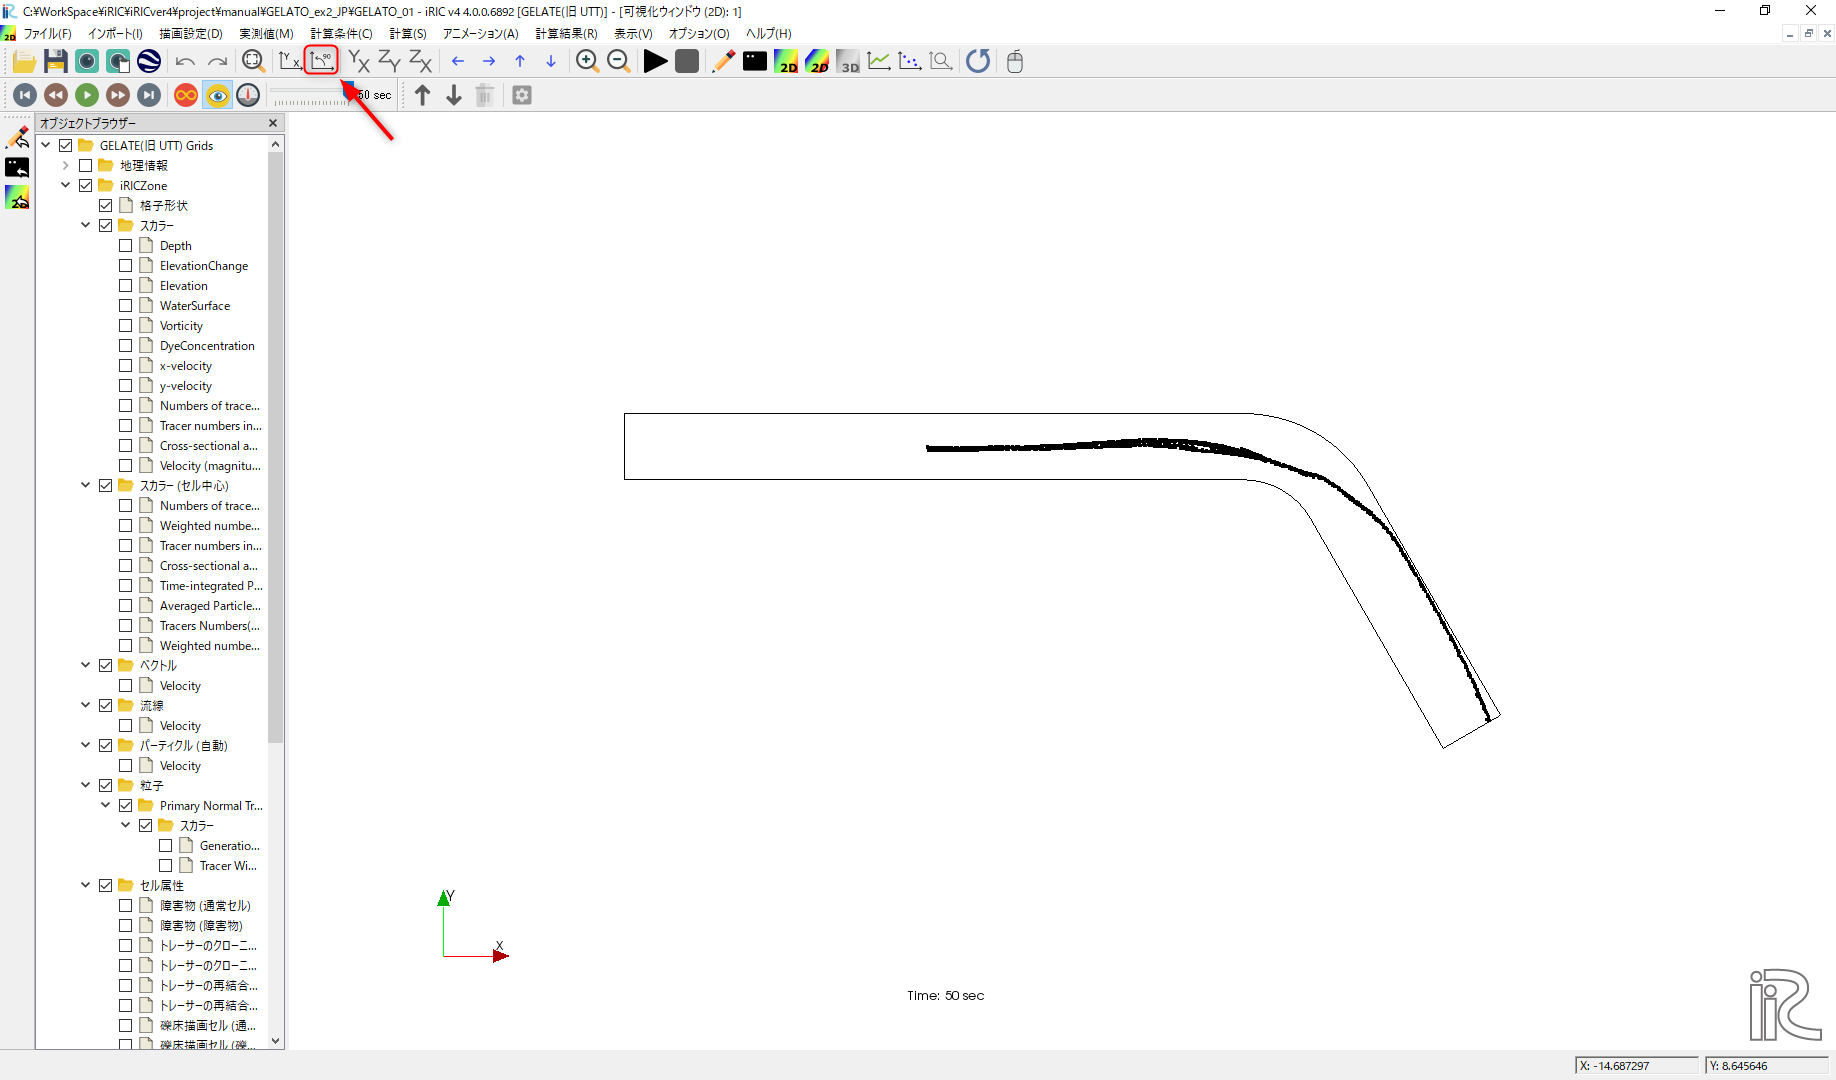 C:¥WorkSpace¥iRIC¥iRICver4¥project¥manual¥GELATO_ex2_JP¥GELATO_01 - iRIC v4 4.0.0.6892 [GELATE(旧 UTT)] - [可視化ウィンドウ (2D): 1]
ファイル(F) インポート(I) 描画設定(D) 実測値(M) 計算条件(C) 計算(S) アニメーション(A) 計算結果(R) 表示(V) オプション(O) ヘルプ(H)
Y X 90 YX ZY ZX 2D 2D 3D
50 sec
オブジェクトブラウザー
GELATE(旧 UTT) Grids
地理情報
iRICZone
格子形状
スカラー
Depth
ElevationChange
Elevation
WaterSurface
Vorticity
DyeConcentration
x-velocity
y-velocity
Numbers of trace...
Tracer numbers in...
Cross-sectional a...
Velocity (magnitu...
スカラー (セル中心)
Numbers of trace...
Weighted numbe...
Tracer numbers in...
Cross-sectional a...
Time-integrated P...
Averaged Particle...
Tracers Numbers(...
Weighted numbe...
ベクトル
Velocity
流線
Velocity
パーティクル (自動)
Velocity
粒子
Primary Normal Tr...
スカラー
Generatio...
Tracer Wi...
セル属性
障害物 (通常セル)
障害物 (障害物)
トレーサーのクローニ...
トレーサーのクローニ...
トレーサーの再結合...
トレーサーの再結合...
礫床描画セル (通...
礫床描画セル (礫...
Y
X
Time: 50 sec
iRIC
X: -14.687297
Y: 8.645646